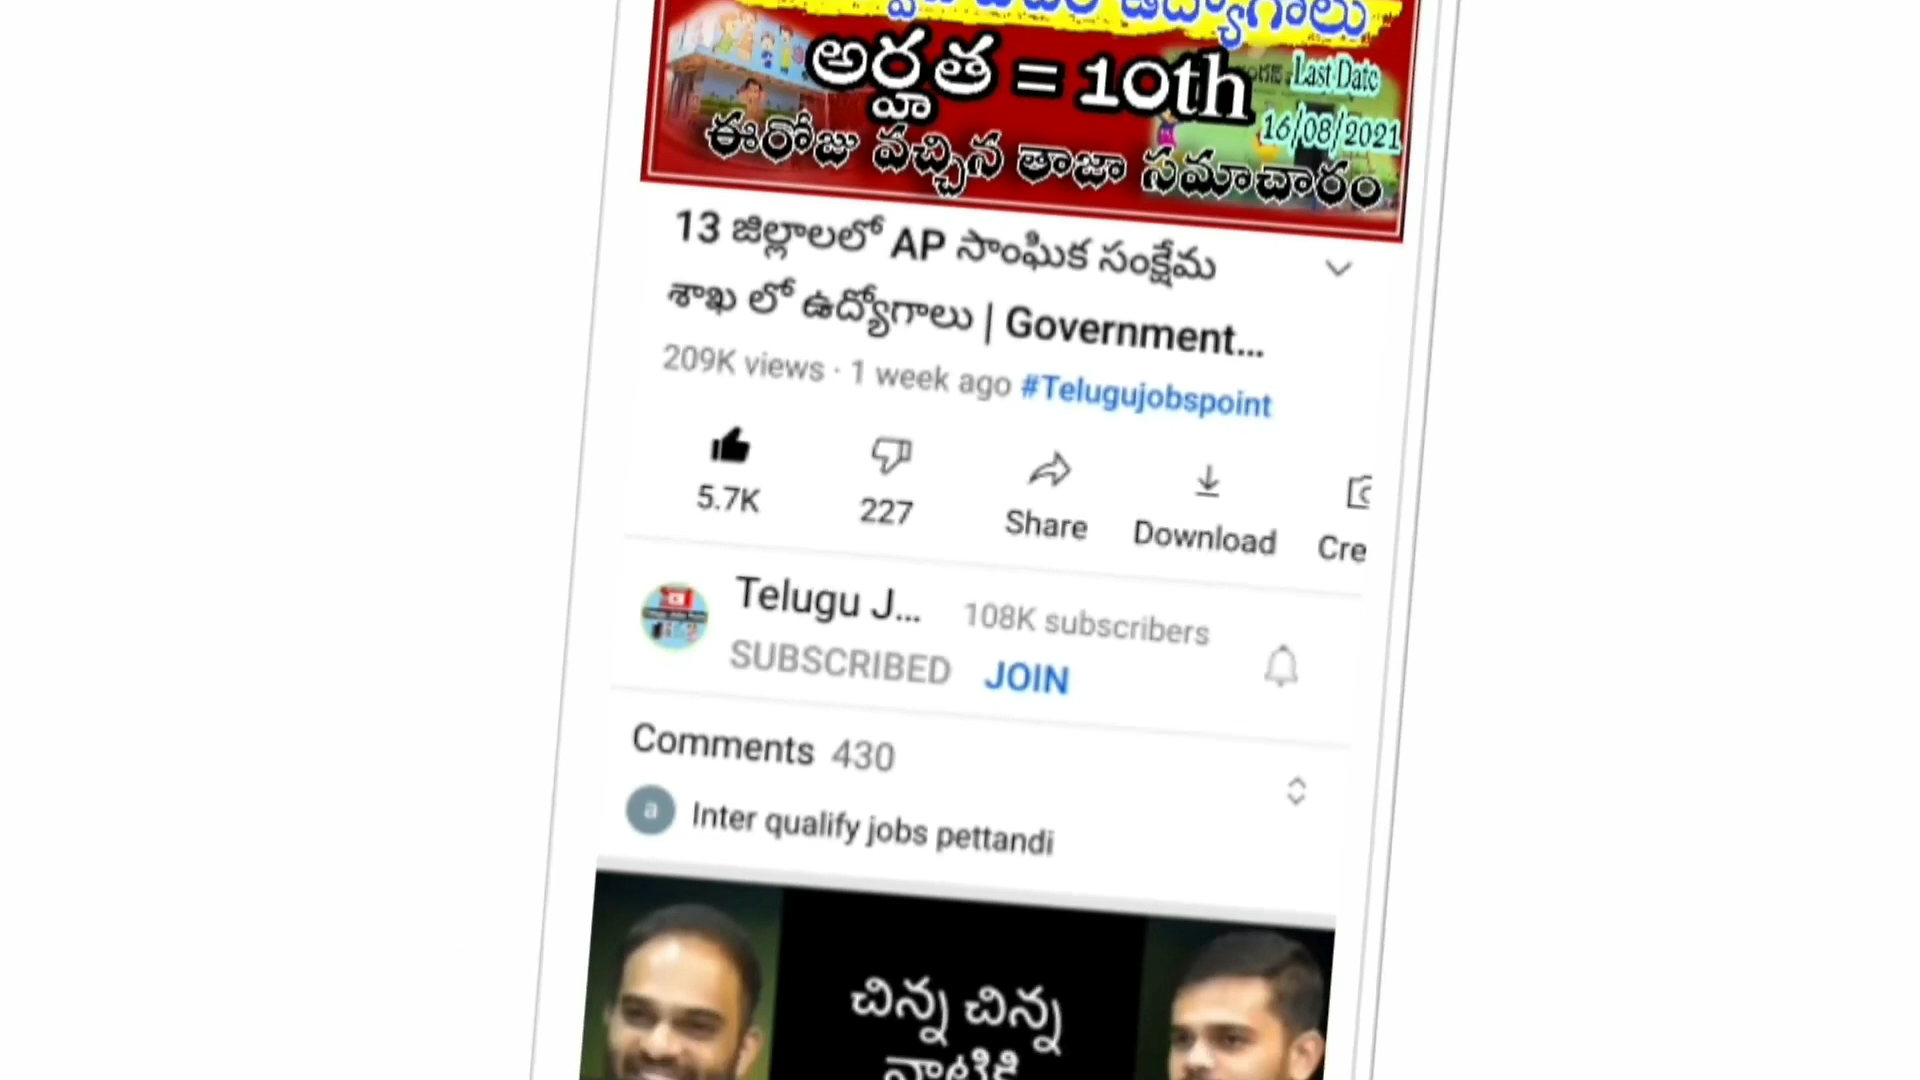 ఉద్యోగాలు
అర్హత = 10th
Last Date
16/08/2021
ఈరోజు వచ్చిన తాజా సమాచారం
13 జిల్లాలలో AP సాంఘిక సంక్షేమ
శాఖ లో ఉద్యోగాలు | Government...
209K views · 1 week ago #Telugujobspoint
5.7K
227
Share
Download
Cre
Telugu J... 108K subscribers
SUBSCRIBED JOIN
Comments 430
a
Inter qualify jobs pettandi
చిన్న చిన్న
వాటికి